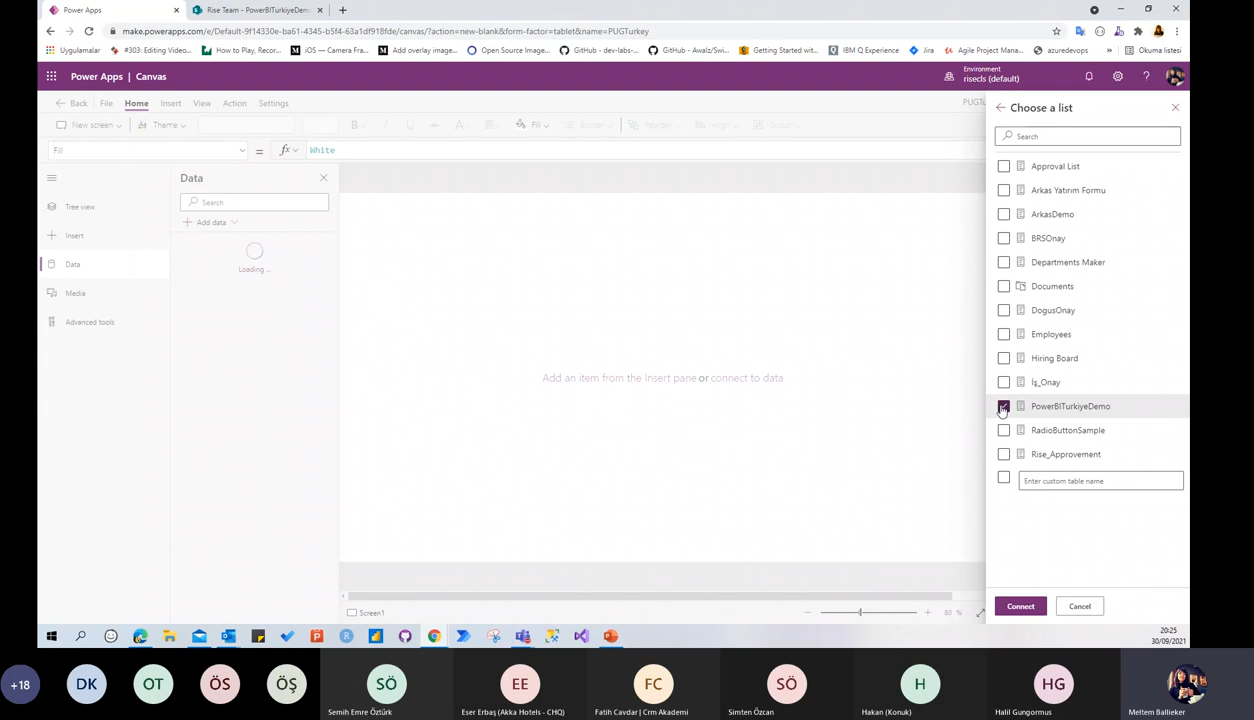 Power Apps
Rise Team - PowerBITurkiyeDemo
make.powerapps.com/e/Default-9f14330e-ba61-4345-b5f4-63a1df918fde/canvas/?action=new-blank&form-factor=tablet&name=PUGTurkey
Uygulamalar
#303: Editing Video...
How to Play, Recor...
iOS — Camera Fra...
Add overlay image...
Open Source Image...
GitHub - dev-labs-...
GitHub - Awalz/Swi...
Getting Started wit...
IBM Q Experience
Jira
Agile Project Mana...
azuredevops
»
Okuma listesi
Power Apps | Canvas
Environment
risecls (default)
Back
File
Home
Insert
View
Action
Settings
New screen
Theme
B
Fill
Border
Reorder
Align
Group
Fill
=
fx
White
Tree view
Insert
Data
Media
Advanced tools
Data
Search
Add data
Loading ...
Add an item from the Insert pane or connect to data
Screen1
80 %
Choose a list
Search
Approval List
Arkas Yatırım Formu
ArkasDemo
BRSOnay
Departments Maker
Documents
DogusOnay
Employees
Hiring Board
İş_Onay
PowerBITurkiyeDemo
RadioButtonSample
Rise_Approvement
Enter custom table name
Connect
Cancel
20:25
30/09/2021
+18
DK
OT
ÖS
ÖŞ
SÖ
Semih Emre Öztürk
EE
Eser Erbaş (Akka Hotels - CHQ)
FC
Fatih Cavdar | Crm Akademi
SÖ
Simten Özcan
H
Hakan (Konuk)
HG
Halil Gungormus
Meltem Ballieker